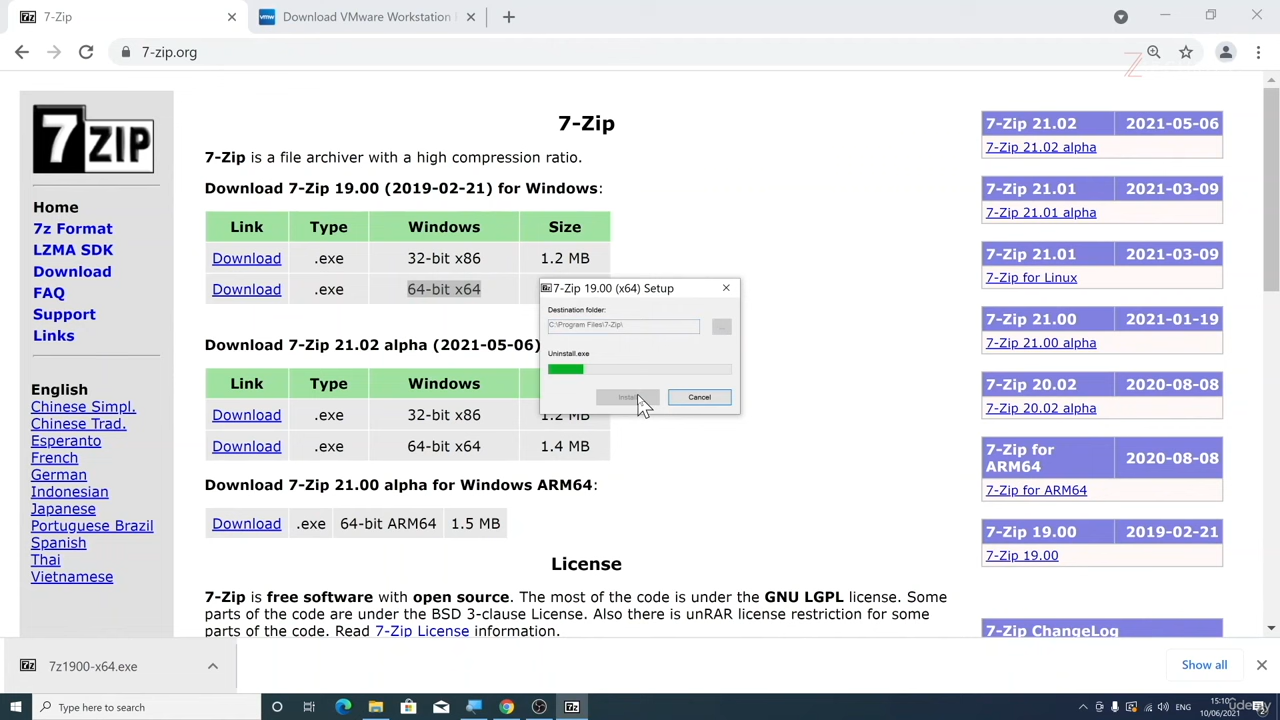 7-Zip
Download VMware Workstation
7-zip.org
7 ZIP
Home
7z Format
LZMA SDK
Download
FAQ
Support
Links
English
Chinese Simpl.
Chinese Trad.
Esperanto
French
German
Indonesian
Japanese
Portuguese Brazil
Spanish
Thai
Vietnamese
7-Zip
7-Zip is a file archiver with a high compression ratio.
Download 7-Zip 19.00 (2019-02-21) for Windows:
Link Type Windows Size
Download .exe 32-bit x86 1.2 MB
Download .exe 64-bit x64
Download 7-Zip 21.02 alpha (2021-05-06)
Link Type Windows
Download .exe 32-bit x86 1.2 MB
Download .exe 64-bit x64 1.4 MB
Download 7-Zip 21.00 alpha for Windows ARM64:
Download .exe 64-bit ARM64 1.5 MB
License
7-Zip is free software with open source. The most of the code is under the GNU LGPL license. Some
parts of the code are under the BSD 3-clause License. Also there is unRAR license restriction for some
parts of the code. Read 7-Zip License information.
7-Zip 19.00 (x64) Setup
Destination folder:
C:\Program Files\7-Zip\
...
Uninstall.exe
Cancel
7-Zip 21.02 2021-05-06
7-Zip 21.02 alpha
7-Zip 21.01 2021-03-09
7-Zip 21.01 alpha
7-Zip 21.01 2021-03-09
7-Zip for Linux
7-Zip 21.00 2021-01-19
7-Zip 21.00 alpha
7-Zip 20.02 2020-08-08
7-Zip 20.02 alpha
7-Zip for
ARM64 2020-08-08
7-Zip for ARM64
7-Zip 19.00 2019-02-21
7-Zip 19.00
7-Zip ChangeLog
7z1900-x64.exe
Show all
Type here to search
ENG
15:10
10/06/2021
udemy